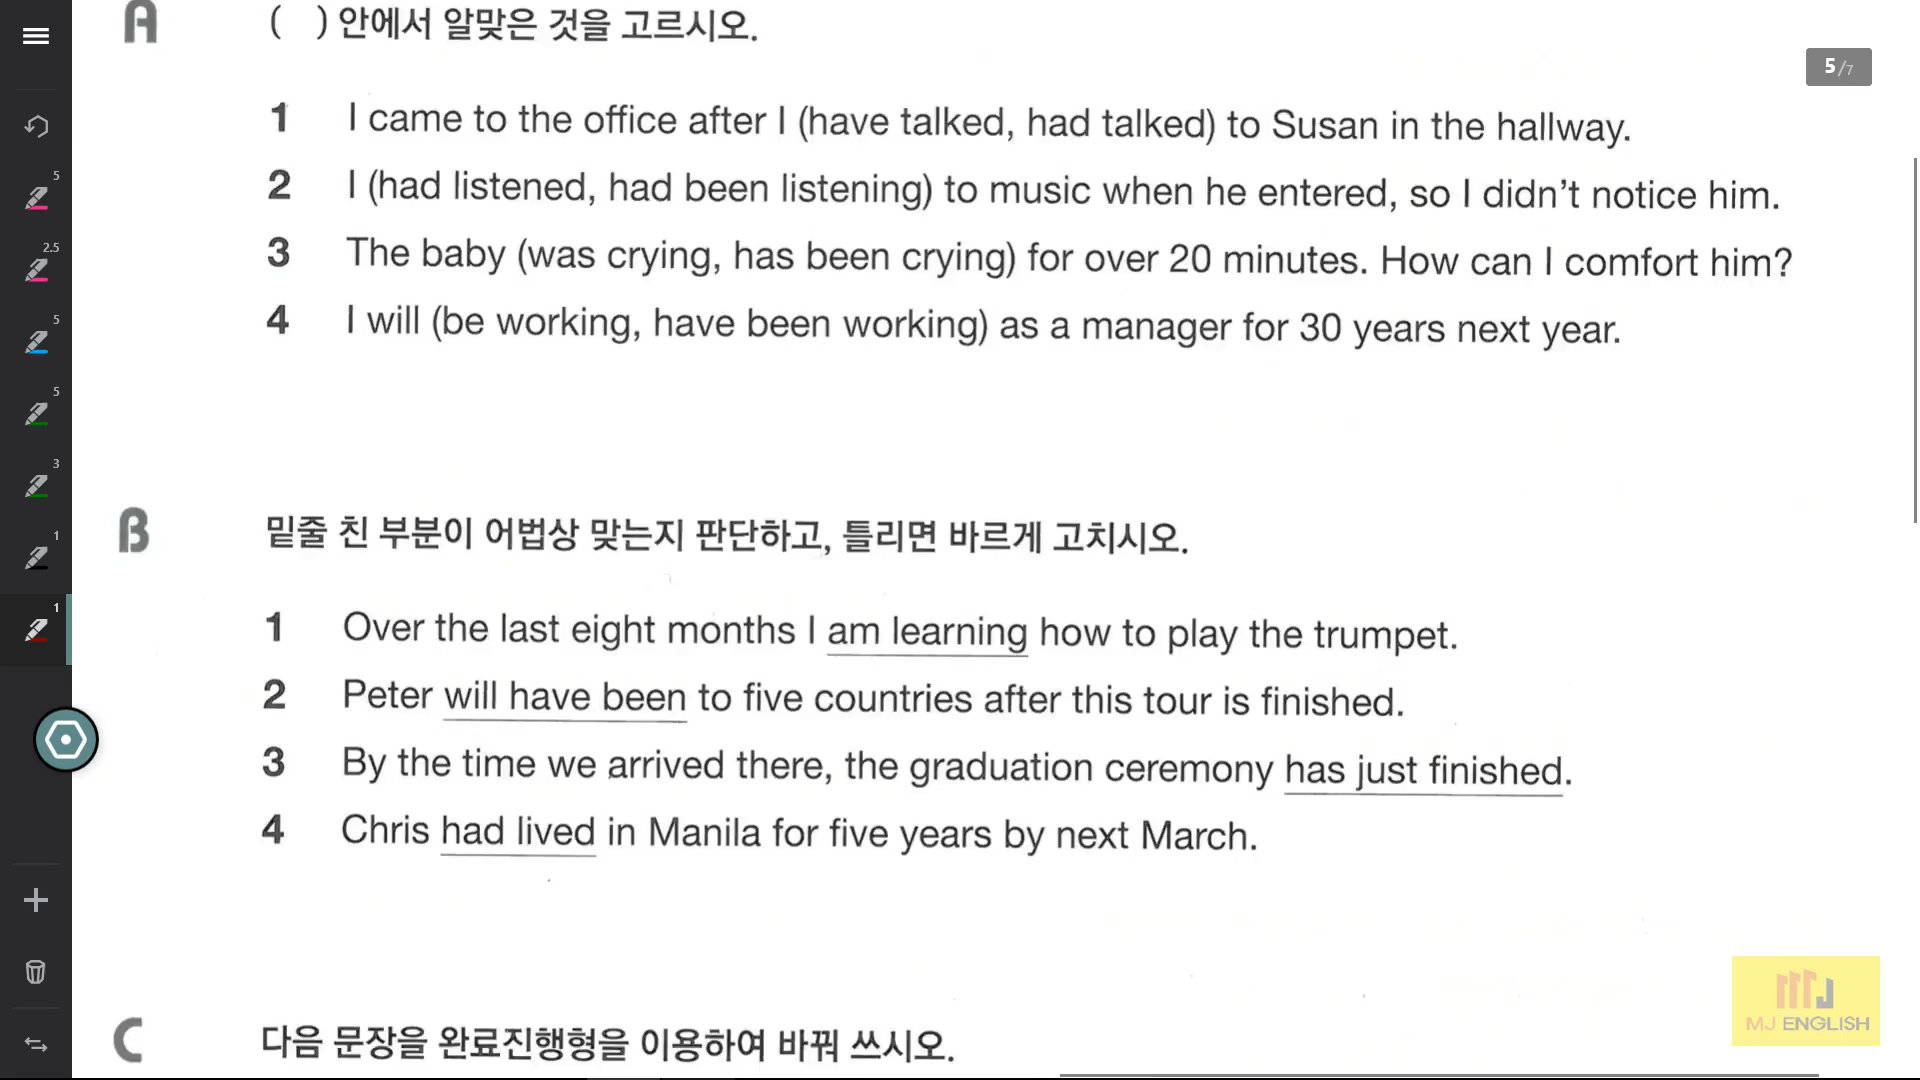 A ( ) 안에서 알맞은 것을 고르시오.
5/7
1 I came to the office after I (have talked, had talked) to Susan in the hallway.
2 I (had listened, had been listening) to music when he entered, so I didn't notice him.
3 The baby (was crying, has been crying) for over 20 minutes. How can I comfort him?
4 I will (be working, have been working) as a manager for 30 years next year.
B 밑줄 친 부분이 어법상 맞는지 판단하고, 틀리면 바르게 고치시오.
1 Over the last eight months I am learning how to play the trumpet.
2 Peter will have been to five countries after this tour is finished.
3 By the time we arrived there, the graduation ceremony has just finished.
4 Chris had lived in Manila for five years by next March.
C 다음 문장을 완료진행형을 이용하여 바꿔 쓰시오.
5
2.5
5
5
3
1
1
MJ
MJ ENGLISH